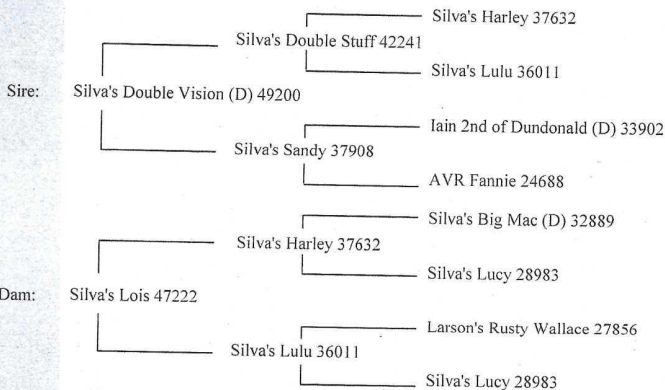 Silva's Harley 37632
Silva's Double Stuff 42241
Silva's Lulu 36011
Sire: Silva's Double Vision (D) 49200
Iain 2nd of Dundonald (D) 33902
Silva's Sandy 37908
AVR Fannie 24688
Silva's Big Mac (D) 32889
Silva's Harley 37632
Silva's Lucy 28983
Dam: Silva's Lois 47222
Larson's Rusty Wallace 27856
Silva's Lulu 36011
Silva's Lucy 28983